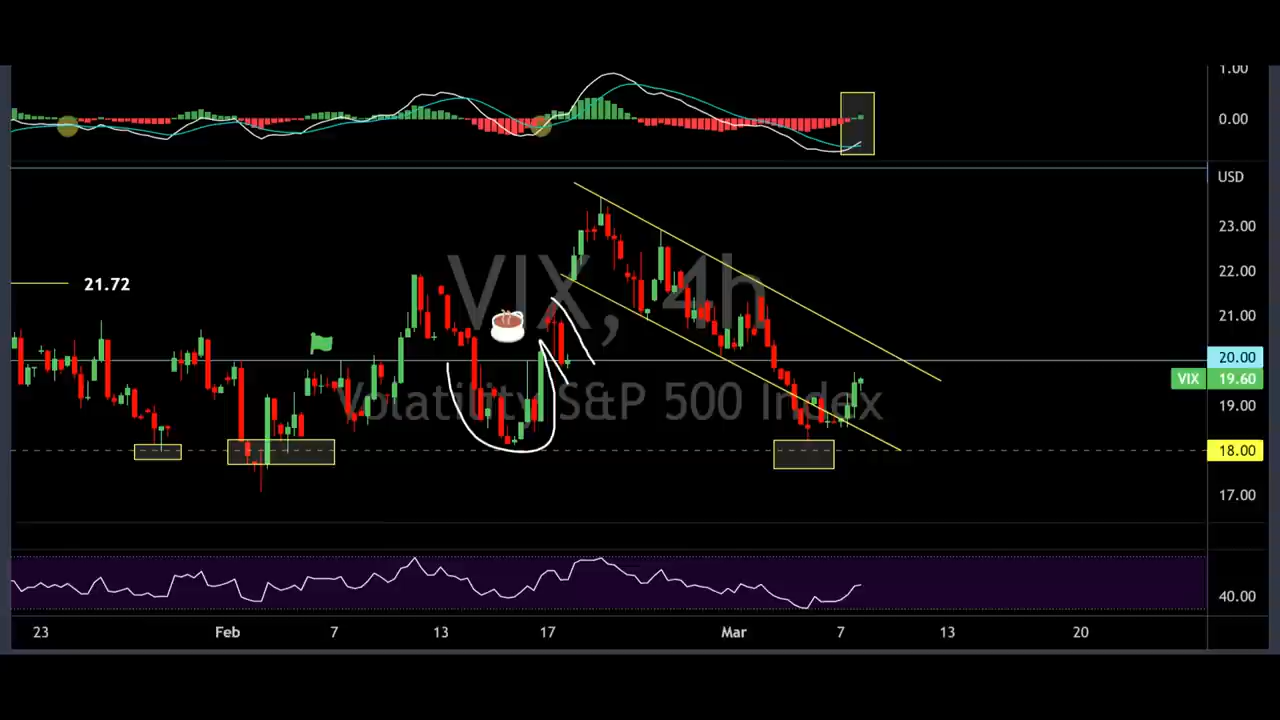 1.00
0.00
USD
23.00
22.00
21.72
21.00
VIX, 4h
20.00
VIX 19.60
Volatility S&P 500 Index
19.00
18.00
17.00
40.00
23 Feb 7 13 17 Mar 7 13 20